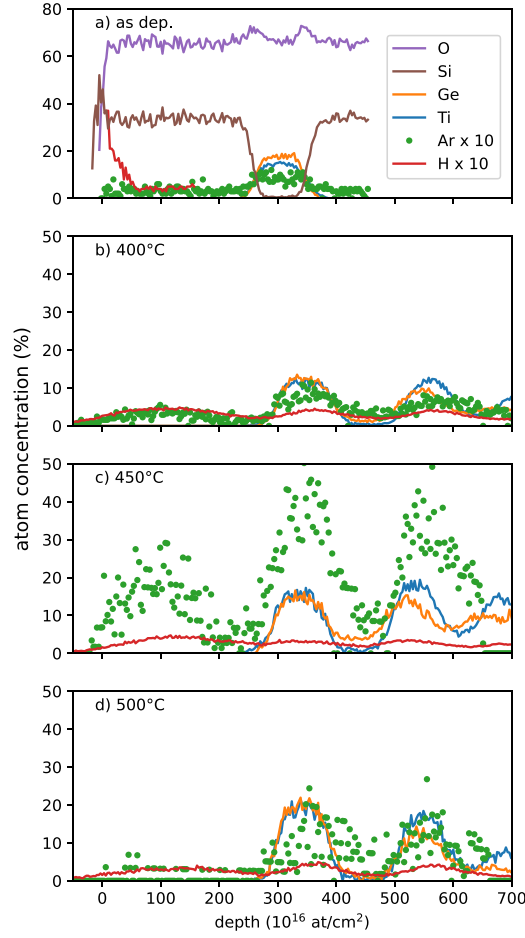 80
60
40
20
0
a) as dep.
O
Si
Ge
Ti
Ar x 10
H x 10
50
40
30
20
10
0
b) 400°C
atom concentration (%)
50
40
30
20
10
0
c) 450°C
50
40
30
20
10
0
d) 500°C
0 100 200 300 400 500 600 700
depth (10¹⁶ at/cm²)